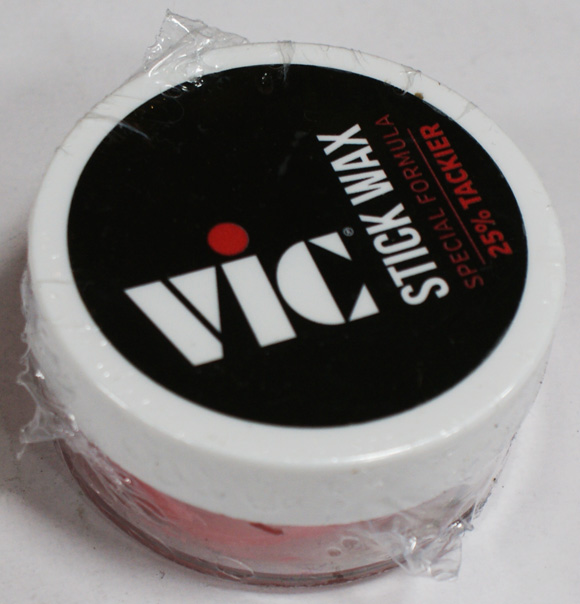 VIC®
STICK WAX
SPECIAL FORMULA
25% TACKIER